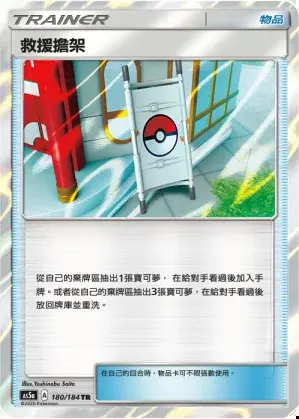 TRAINER
物品
救援擔架
從自己的棄牌區抽出1張寶可夢，在給對手看過後加入手
牌。或者從自己的棄牌區抽出3張寶可夢，在給對手看過後
放回牌庫並重洗。
Illus. Yoshinobu Saito
在自己的回合時，物品卡可不限張數使用。
AS5a A 180/184 TR
©2020 Pokémon